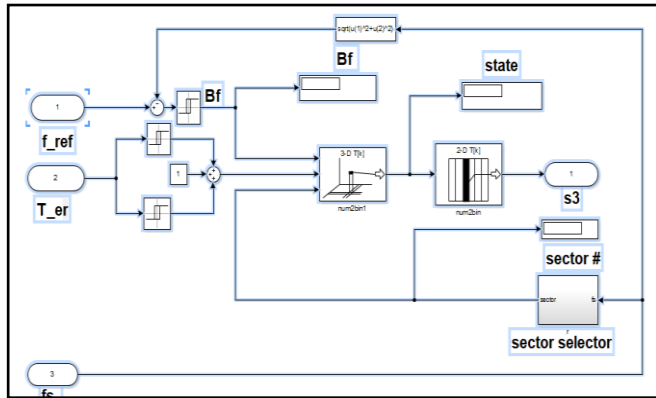 sqrt(u(1)^2+u(2)^2)
Bf
state
Bf
1
f_ref
3-D T[k]
2-D T[k]
1
2
1
num2bin1
num2bin
T_er
s3
sector #
sector
fs
r
sector selector
3
fs